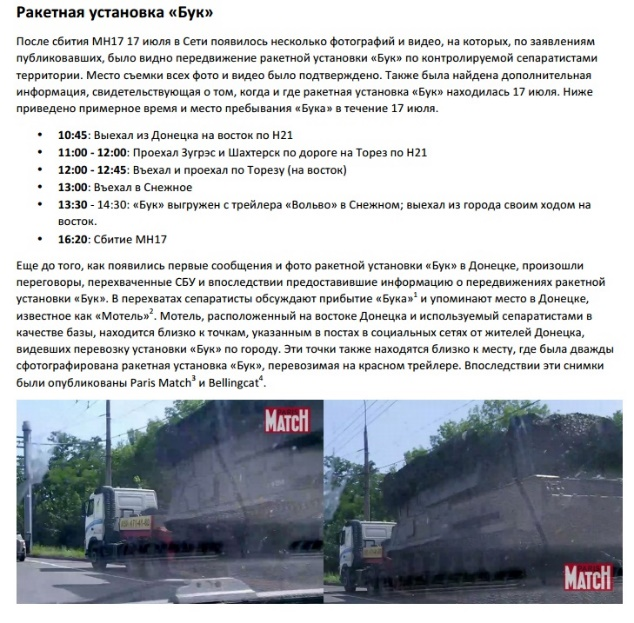 Ракетная установка «Бук»
После сбития MH17 17 июля в Сети появилось несколько фотографий и видео, на которых, по заявлениям
публиковавших, было видно передвижение ракетной установки «Бук» по контролируемой сепаратистами
территории. Место съемки всех фото и видео было подтверждено. Также была найдена дополнительная
информация, свидетельствующая о том, когда и где ракетная установка «Бук» находилась 17 июля. Ниже
приведено примерное время и место пребывания «Бука» в течение 17 июля.
• 10:45: Выехал из Донецка на восток по Н21
• 11:00 - 12:00: Проехал Зугрэс и Шахтерск по дороге на Торез по Н21
• 12:00 - 12:45: Въехал и проехал по Торезу (на восток)
• 13:00: Въехал в Снежное
• 13:30 - 14:30: «Бук» выгружен с трейлера «Вольво» в Снежном; выехал из города своим ходом на
восток.
• 16:20: Сбитие MH17
Еще до того, как появились первые сообщения и фото ракетной установки «Бук» в Донецке, произошли
переговоры, перехваченные СБУ и впоследствии предоставившие информацию о передвижениях ракетной
установки «Бук». В перехватах сепаратисты обсуждают прибытие «Бука»¹ и упоминают место в Донецке,
известное как «Мотель»². Мотель, расположенный на востоке Донецка и используемый сепаратистами в
качестве базы, находится близко к точкам, указанным в постах в социальных сетях от жителей Донецка,
видевших перевозку установки «Бук» по городу. Эти точки также находятся близко к месту, где была дважды
сфотографирована ракетная установка «Бук», перевозимая на красном трейлере. Впоследствии эти снимки
были опубликованы Paris Match³ и Bellingcat⁴.
PARIS
MATCH
PARIS
MATCH